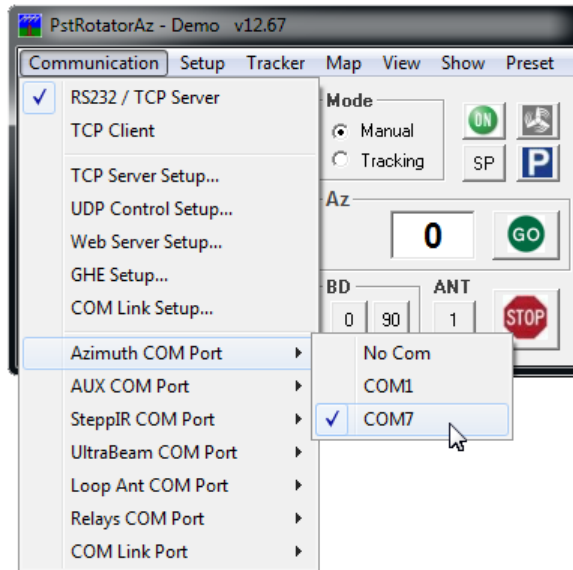 PstRotatorAz - Demo v12.67
Communication Setup Tracker Map View Show Preset
RS232 / TCP Server
TCP Client
TCP Server Setup...
UDP Control Setup...
Web Server Setup...
GHE Setup...
COM Link Setup...
Azimuth COM Port
AUX COM Port
SteppIR COM Port
UltraBeam COM Port
Loop Ant COM Port
Relays COM Port
COM Link Port
No Com
COM1
COM7
Mode
Manual
Tracking
ON
SP
P
Az
0
GO
BD
0 90
ANT
1
STOP